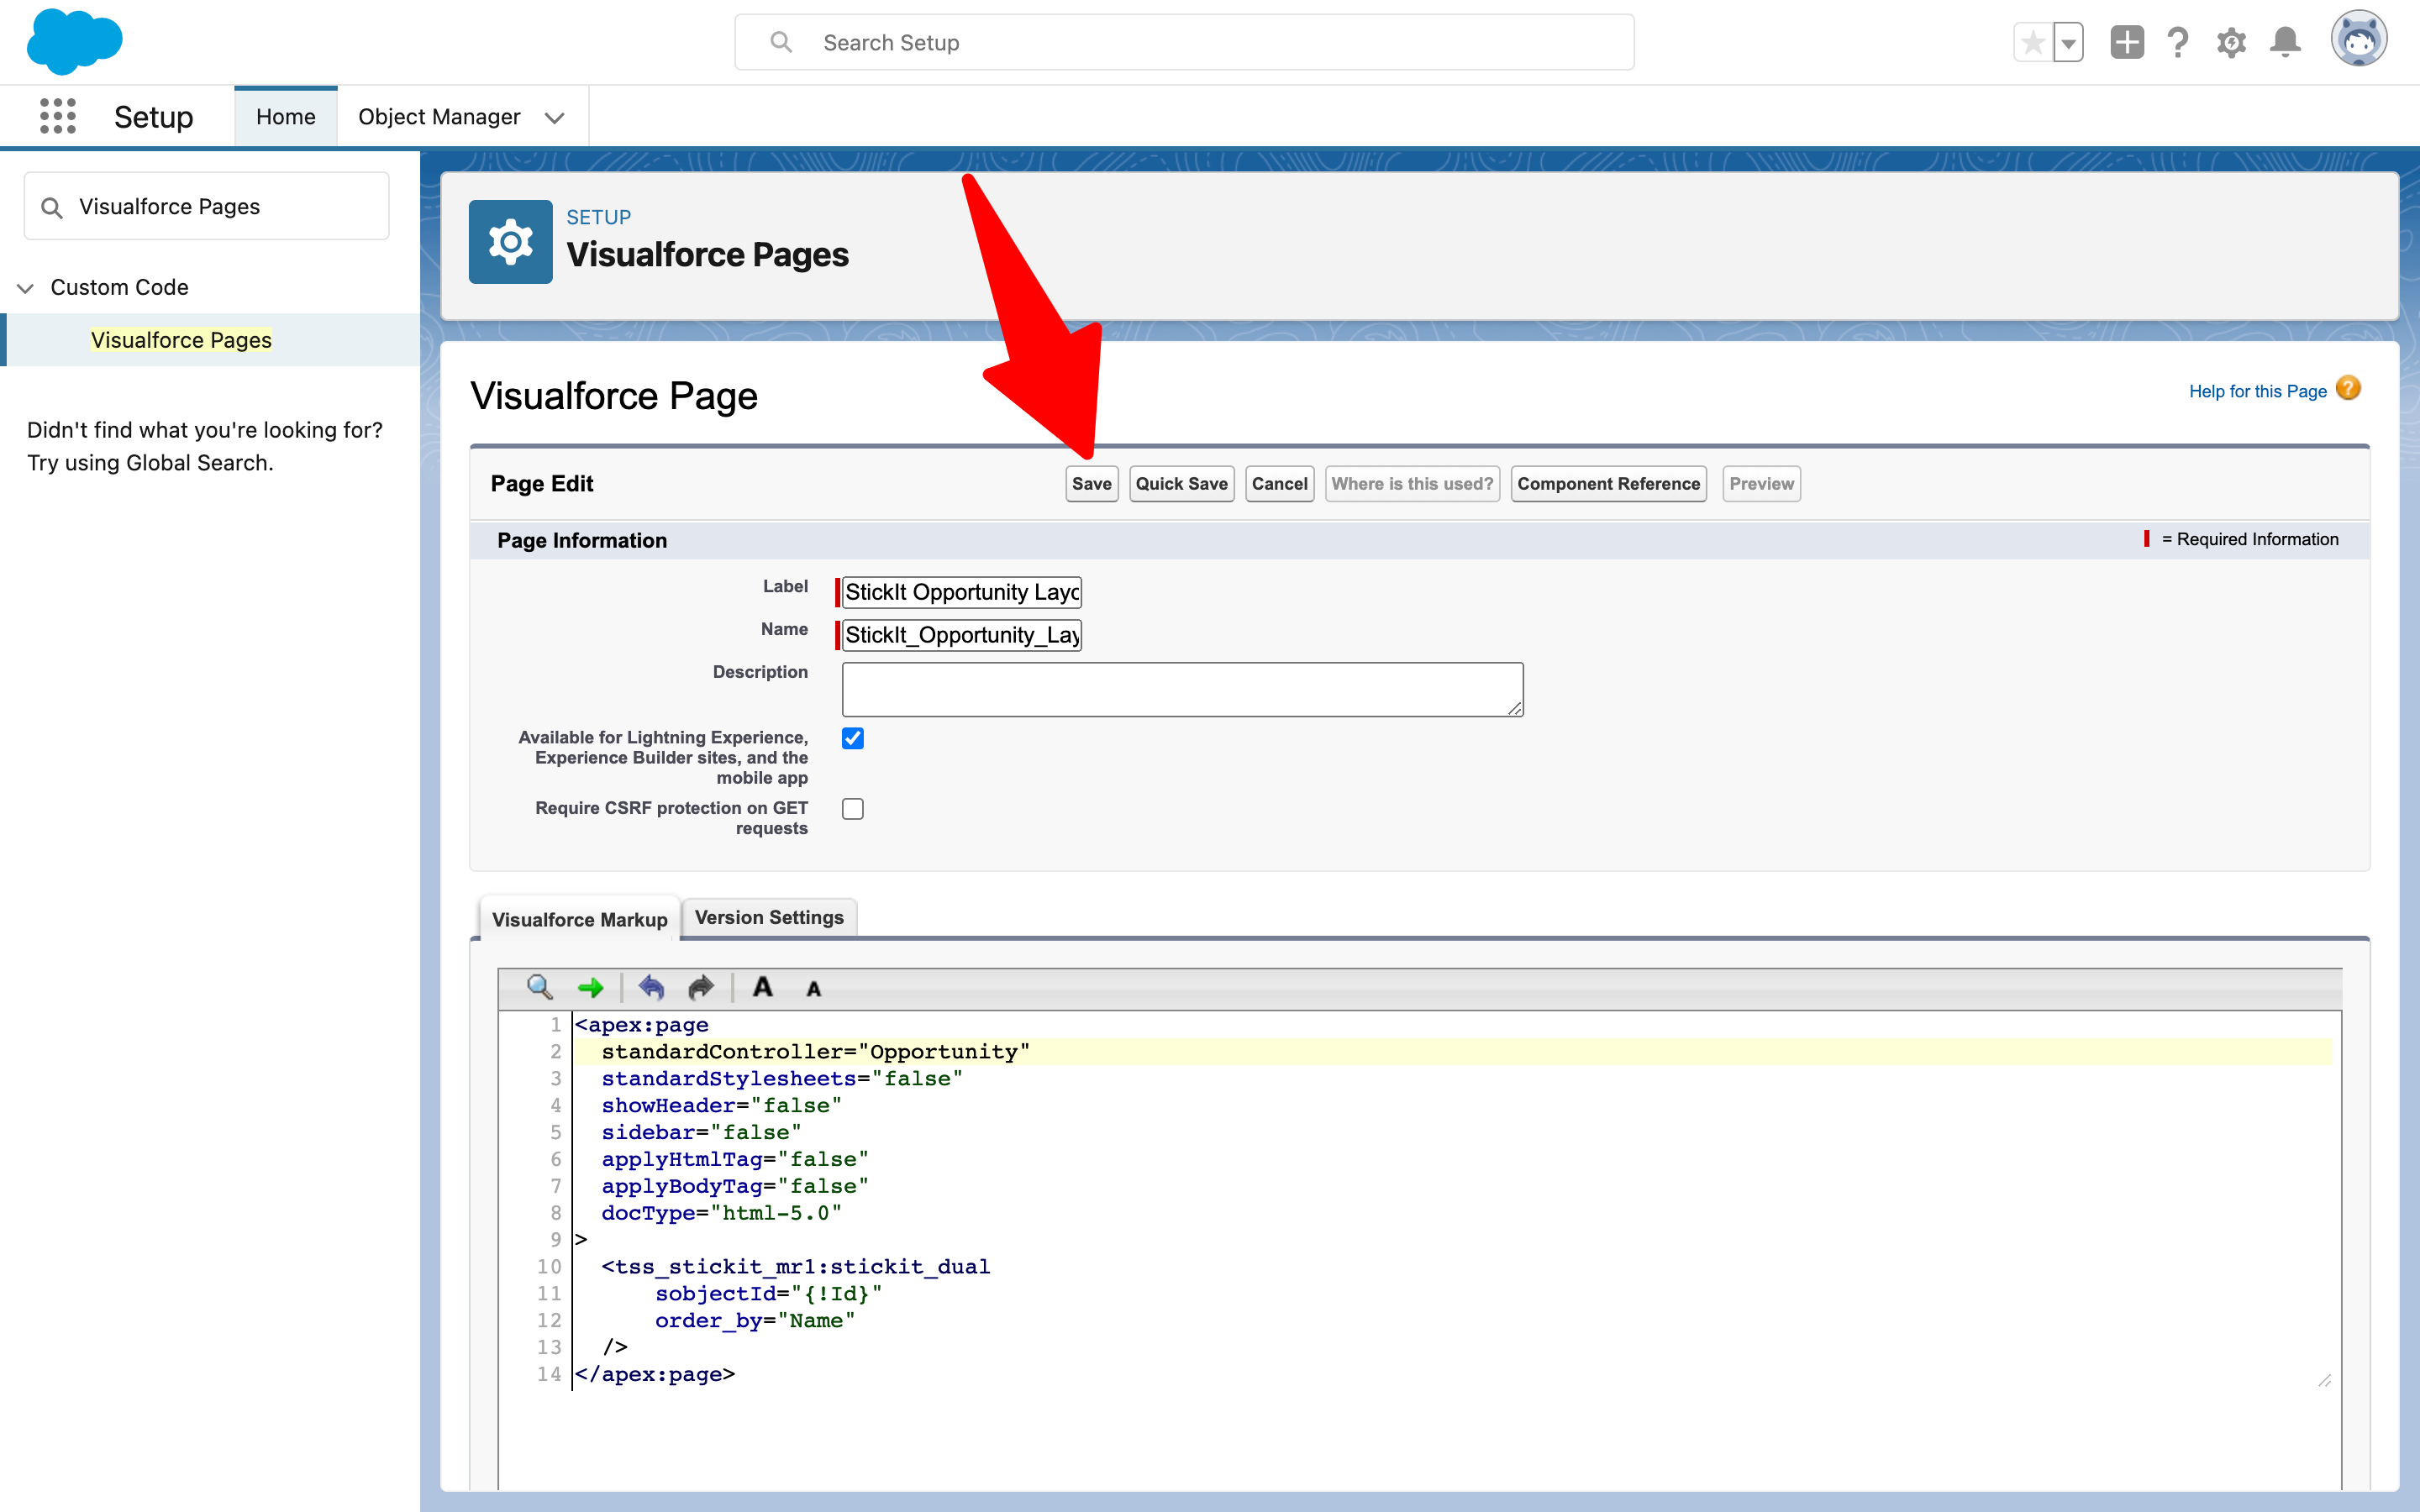 Search Setup
Setup
Home
Object Manager
Visualforce Pages
Custom Code
Visualforce Pages
Didn't find what you're looking for?
Try using Global Search.
SETUP
Visualforce Pages
Visualforce Page
Help for this Page ?
Page Edit
Save
Quick Save
Cancel
Where is this used?
Component Reference
Preview
Page Information
= Required Information
Label
StickIt Opportunity Layo
Name
StickIt_Opportunity_Lay
Description
Available for Lightning Experience,
Experience Builder sites, and the
mobile app
Require CSRF protection on GET
requests
Visualforce Markup
Version Settings
A A
1 <apex:page
2 standardController="Opportunity"
3 standardStylesheets="false"
4 showHeader="false"
5 sidebar="false"
6 applyHtmlTag="false"
7 applyBodyTag="false"
8 docType="html-5.0"
9 >
10 <tss_stickit_mr1:stickit_dual
11 sobjectId="{!Id}"
12 order_by="Name"
13 />
14 </apex:page>